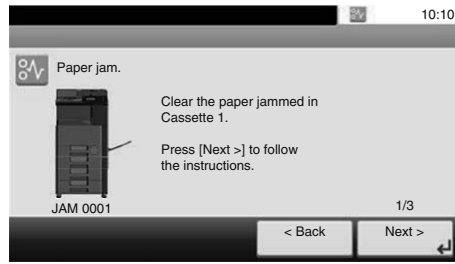 10:10
Paper jam.
Clear the paper jammed in
Cassette 1.
Press [Next >] to follow
the instructions.
JAM 0001
1/3
< Back
Next >